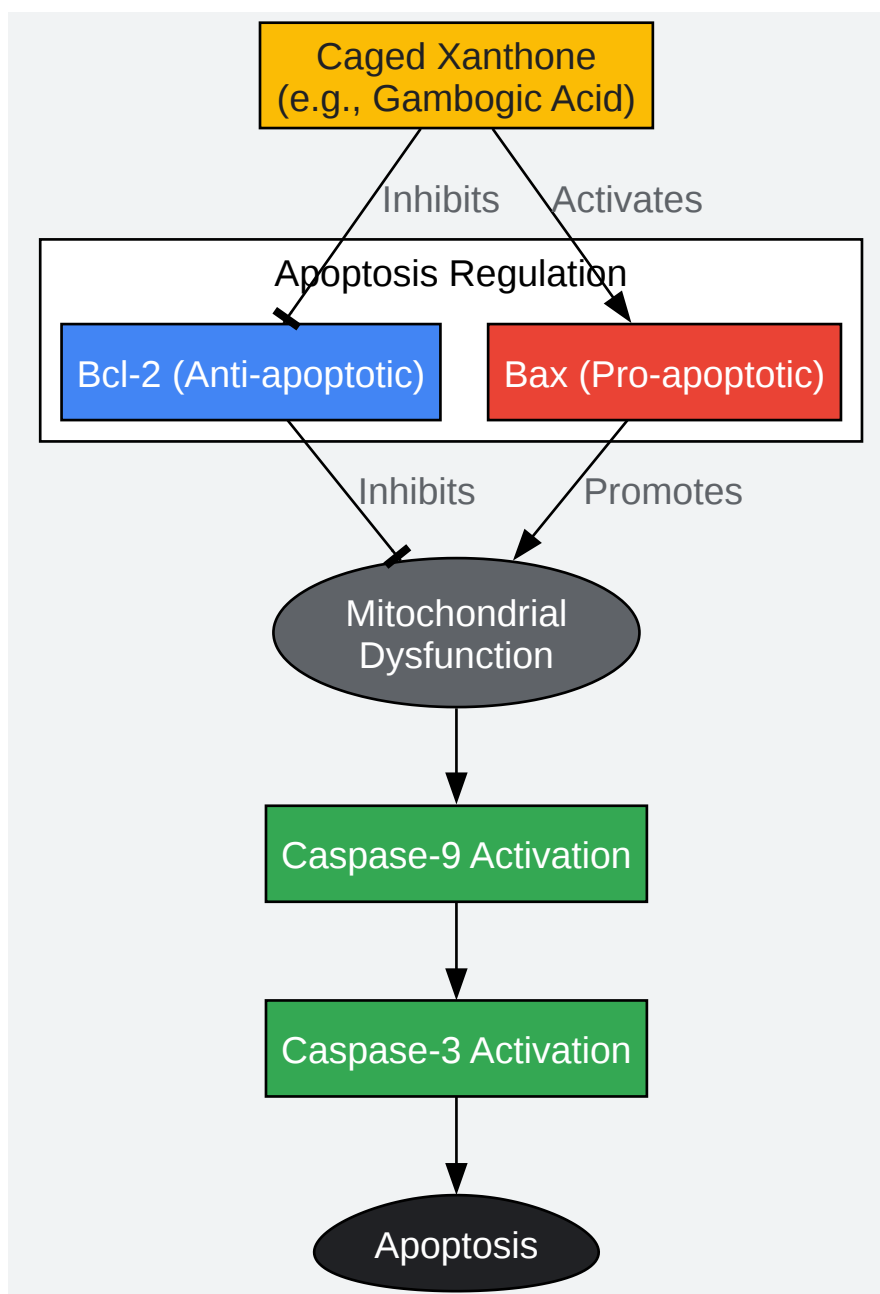 Caged Xanthone
(e.g., Gambogic Acid)
Inhibits
Activates
Apoptosis Regulation
Bcl-2 (Anti-apoptotic)
Bax (Pro-apoptotic)
Inhibits
Promotes
Mitochondrial
Dysfunction
Caspase-9 Activation
Caspase-3 Activation
Apoptosis